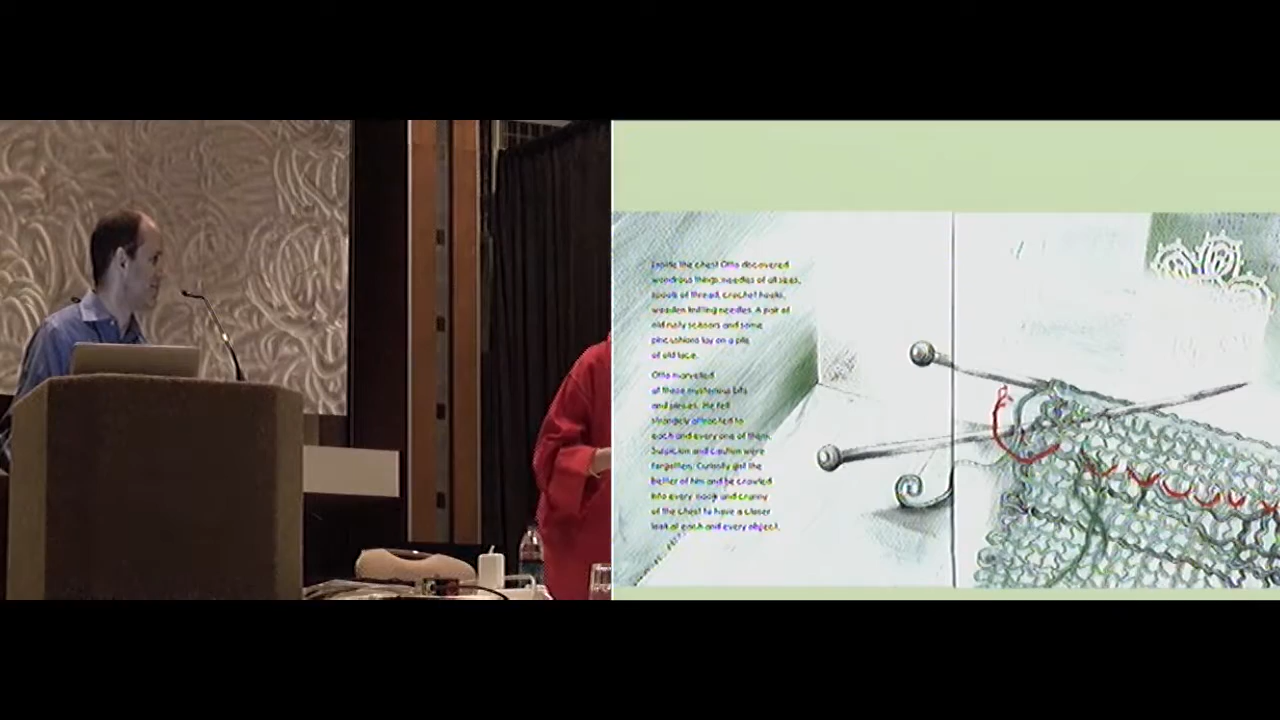 Inside the chest Otto discovered
wondrous things: needles of all sizes,
spools of thread, crochet hooks,
wooden knitting needles. A pair of
old rusty scissors and some
pincushions lay on a pile
of old lace.
Otto marvelled
at those mysterious bits
and pieces. He fell
strangely attracted to
each and every one of them.
Suspicion and caution were
forgotten. Curiosity got the
better of him and he crawled
into every nook and cranny
of the chest to have a closer
look at each and every object.